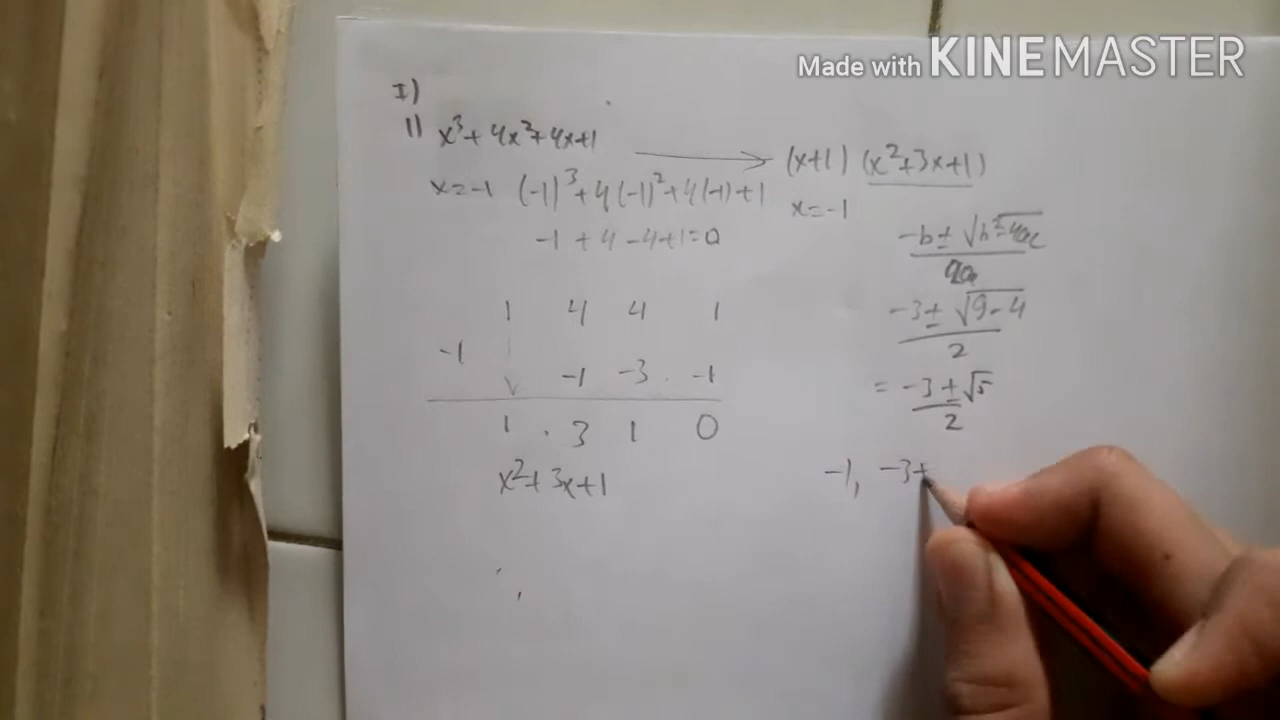 Made with KINEMASTER
I)
1) x³+4x²+4x+1 ⟶ (x+1) (x²+3x+1)
x=-1 (-1)³+4(-1)²+4(-1)+1
-1+4-4+1=0
x=-1
-b±√b²-4ac
2a
-3±√9-4
2
= -3±√5
2
1 4 4 1
-1
-1 -3 -1
1 3 1 0
x²+3x+1
-1, -3+